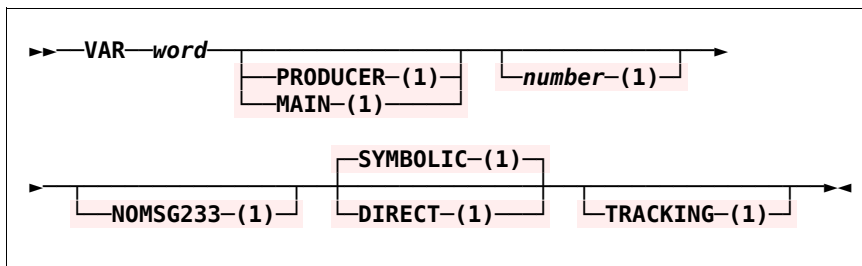 ►►──VAR──word──┬──────────────────┬──┬──────────────┬──►
├──PRODUCER─(1)─┤ └─number─(1)─┘
└──MAIN─(1)─────┘
┌─SYMBOLIC─(1)─┐
►──┬──────────────────┬──┼──────────────────┼──┬──────────────────┬──►◄
└──NOMSG233─(1)─┘ └─DIRECT─(1)───┘ └─TRACKING─(1)─┘